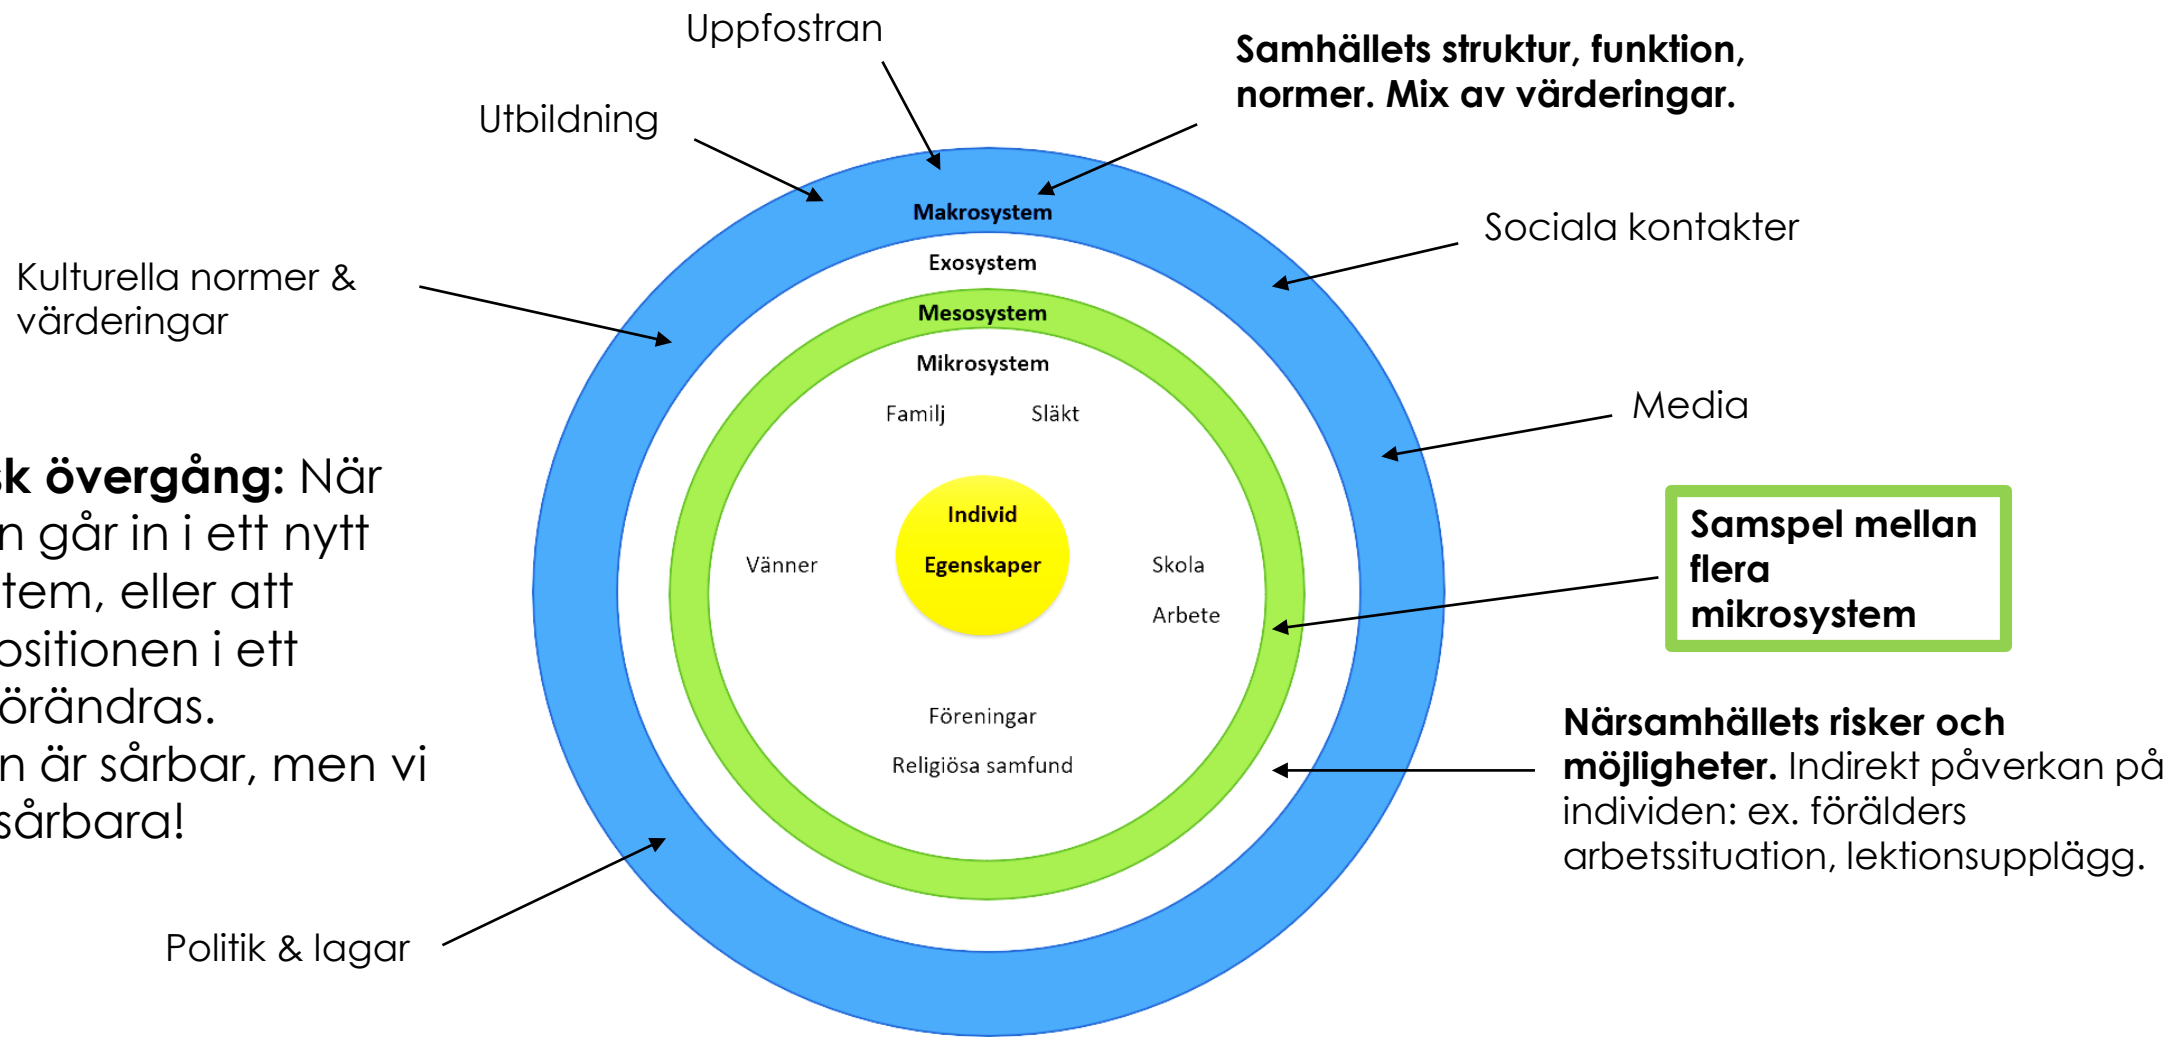 Uppfostran
Samhällets struktur, funktion,
normer. Mix av värderingar.
Utbildning
Makrosystem
Sociala kontakter
Exosystem
Kulturella normer &
värderingar
Mesosystem
Mikrosystem
Familj Släkt
Media
övergång: När
går in i ett nytt
eller att
i ett
är sårbar, men vi
sårbara!
Individ
Egenskaper
Vänner
Skola
Arbete
Samspel mellan
flera
mikrosystem
Föreningar
Religiösa samfund
Närsamhällets risker och
möjligheter. Indirekt påverkan på
individen: ex. förälders
arbetssituation, lektionsupplägg.
Politik & lagar